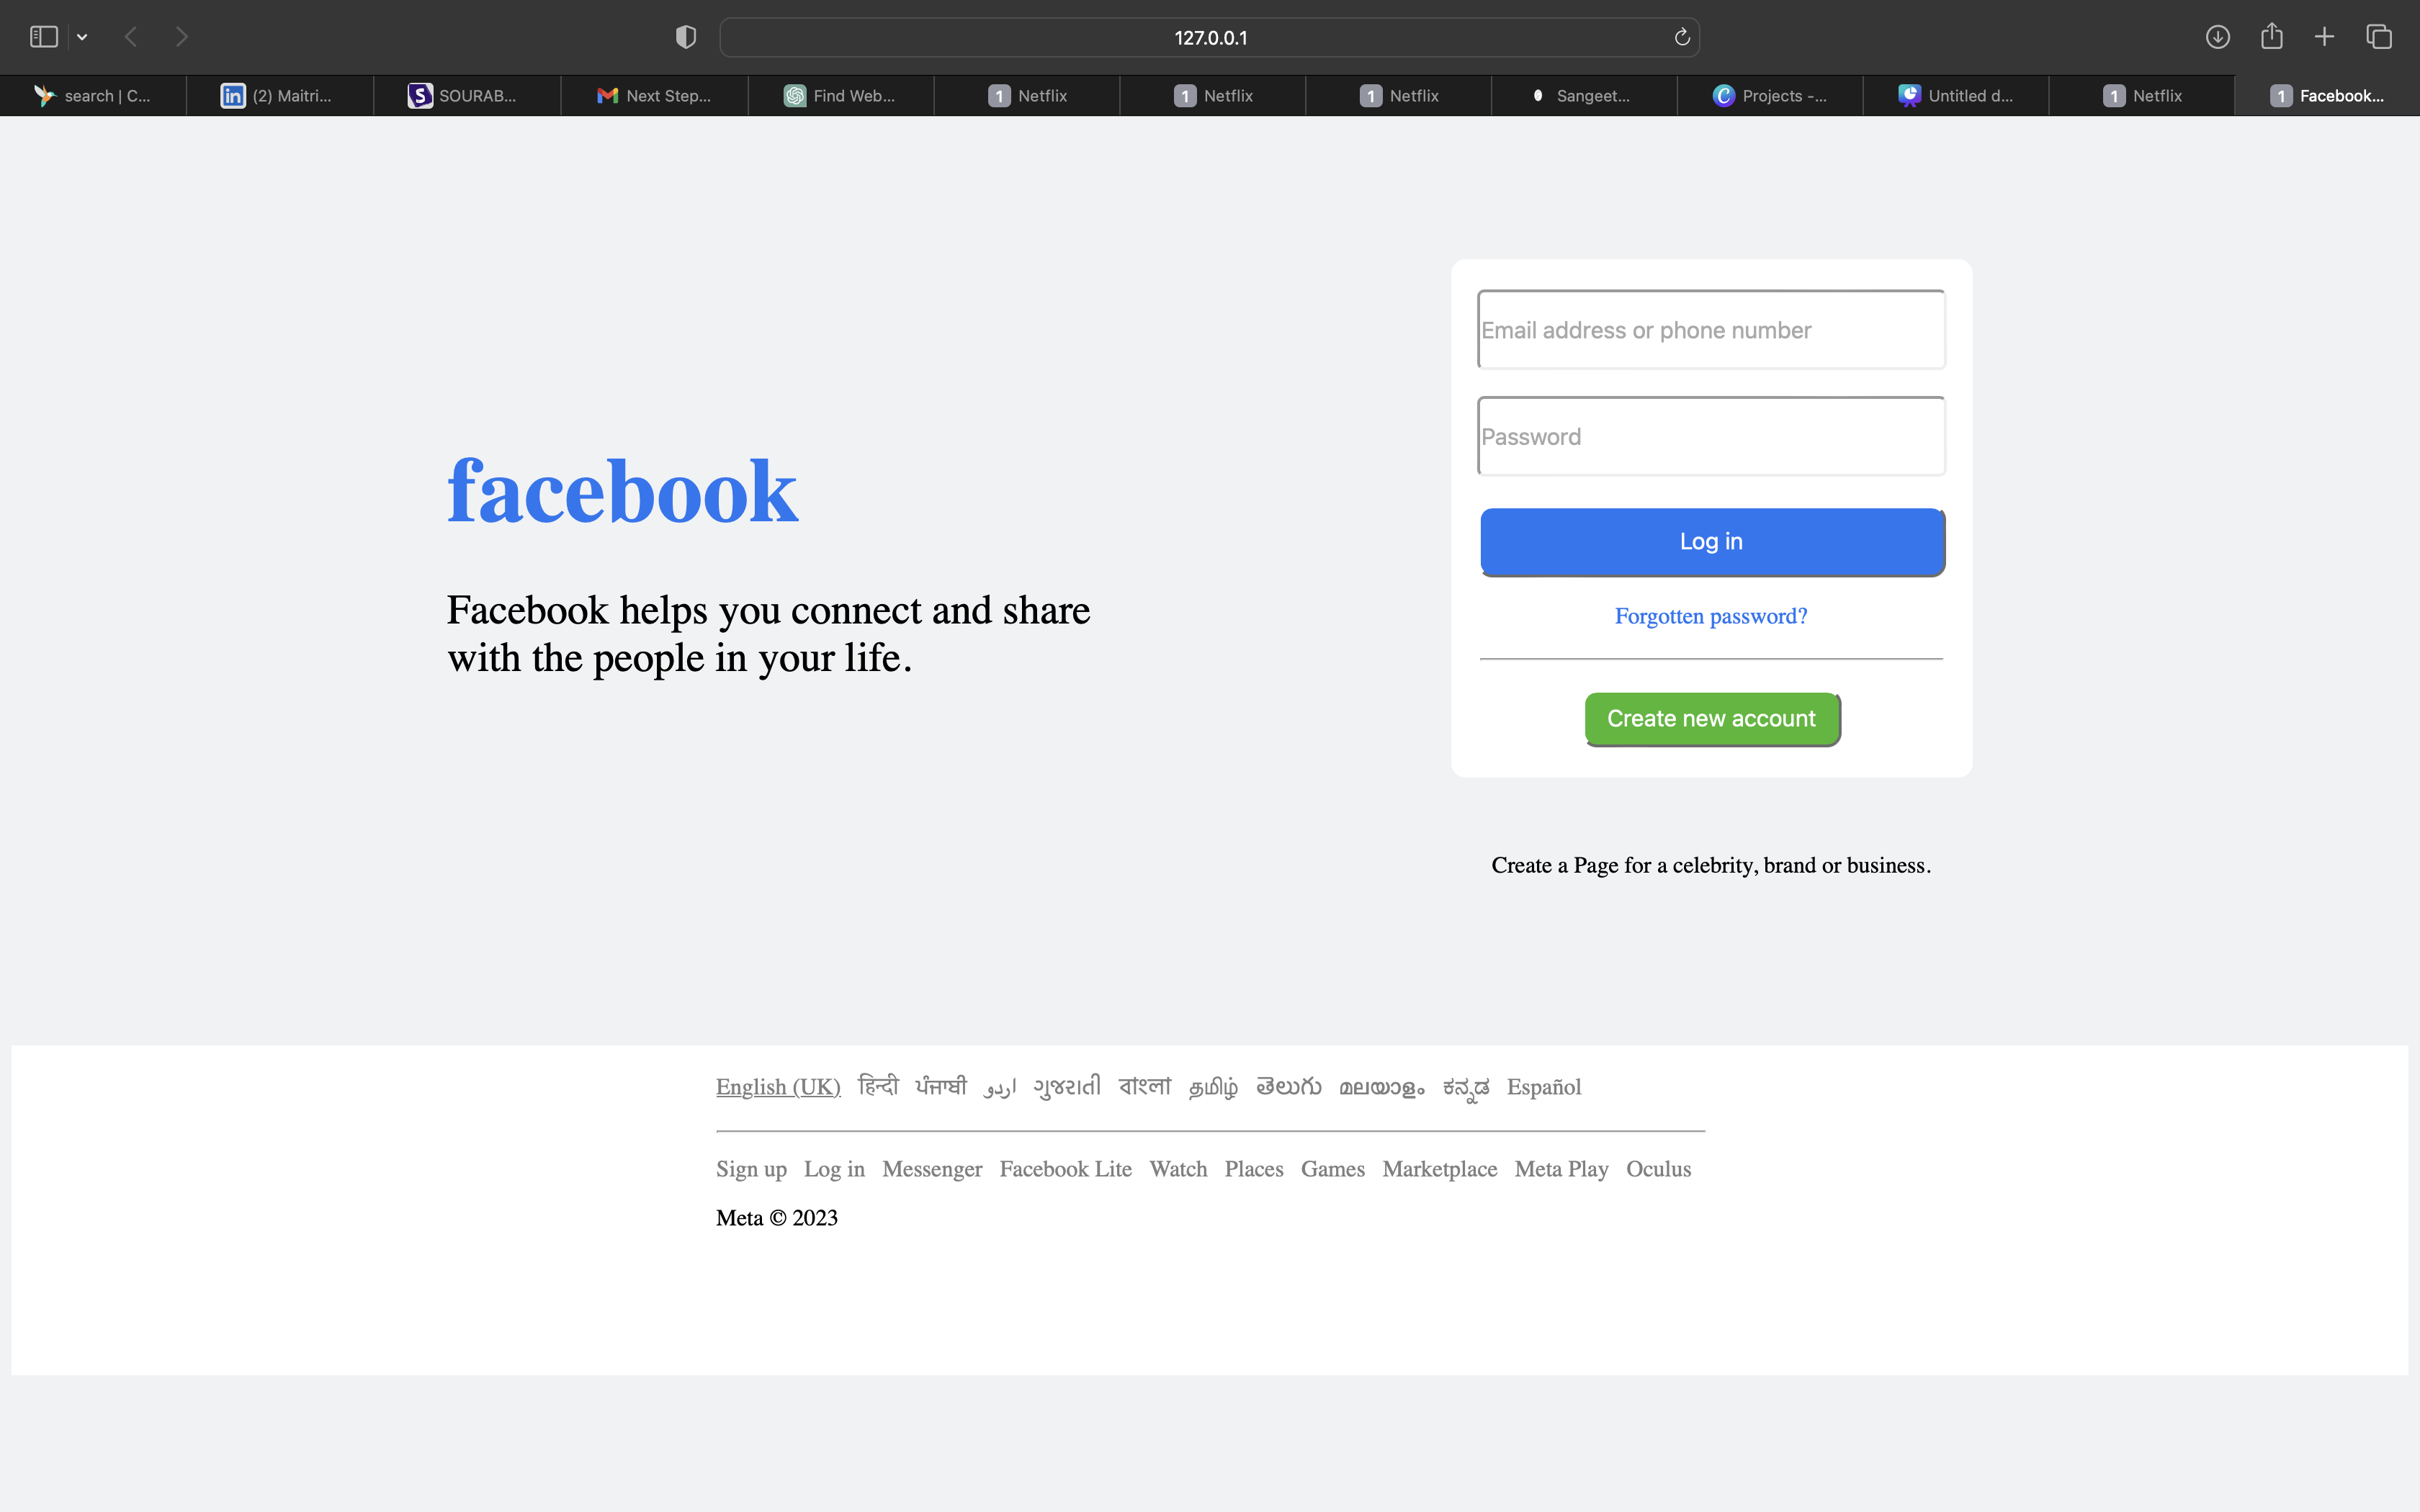 127.0.0.1
search | C... (2) Maitri... SOURAB... Next Step... Find Web... 1 Netflix 1 Netflix 1 Netflix Sangeet... Projects -... Untitled d... 1 Netflix 1 Facebook...
Email address or phone number
Password
Log in
Forgotten password?
Create new account
facebook
Facebook helps you connect and share
with the people in your life.
Create a Page for a celebrity, brand or business.
English (UK) हिन्दी ਪੰਜਾਬੀ اردو ગુજરાતી বাংলা தமிழ் తెలుగు മലയാളം ಕನ್ನಡ Español
Sign up Log in Messenger Facebook Lite Watch Places Games Marketplace Meta Play Oculus
Meta © 2023